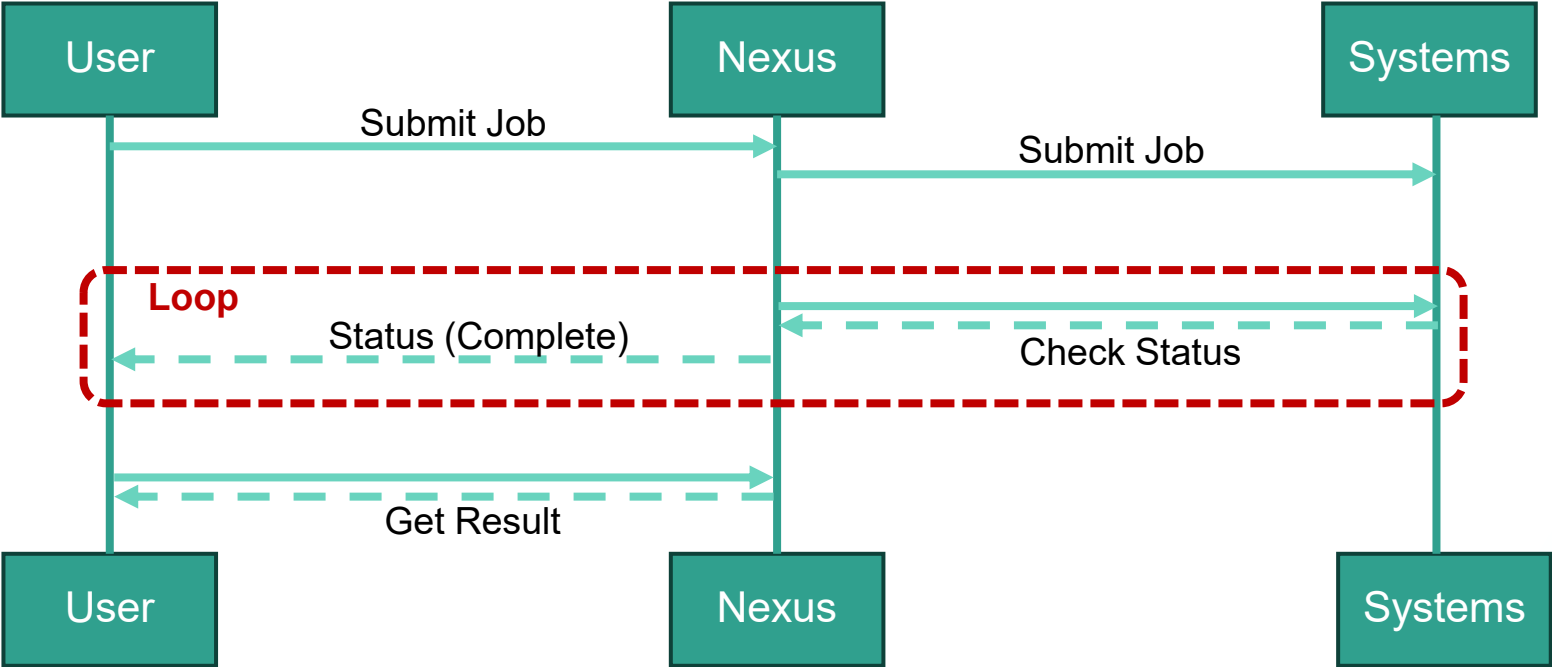 User
Nexus
Systems
Submit Job
Submit Job
Loop
Status (Complete)
Check Status
Get Result
User
Nexus
Systems